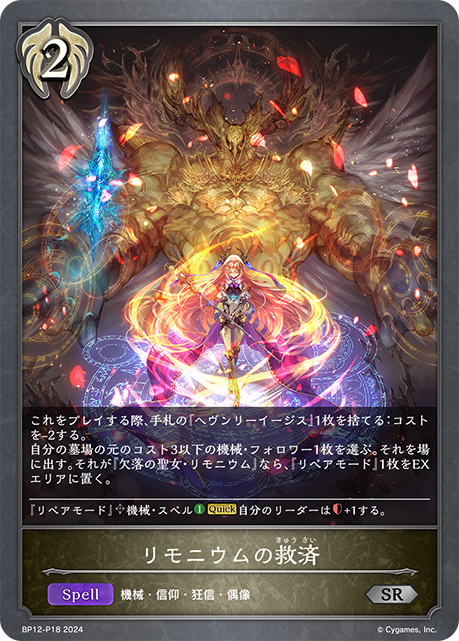 2
これをプレイする際、手札の『ヘヴンリーイージス』1枚を捨てる：コスト
を-2する。
自分の墓場の元のコスト3以下の機械・フォロワー1枚を選ぶ。それを場
に出す。それが『欠落の聖女・リモニウム』なら、『リペアモード』1枚をEX
エリアに置く。
『リペアモード』機械・スペル1 Quick 自分のリーダーは+1する。
きゅう さい
リモニウムの救済
Spell 機械・信仰・狂信・偶像 SR
BP12-P18 2024 © Cygames, Inc.